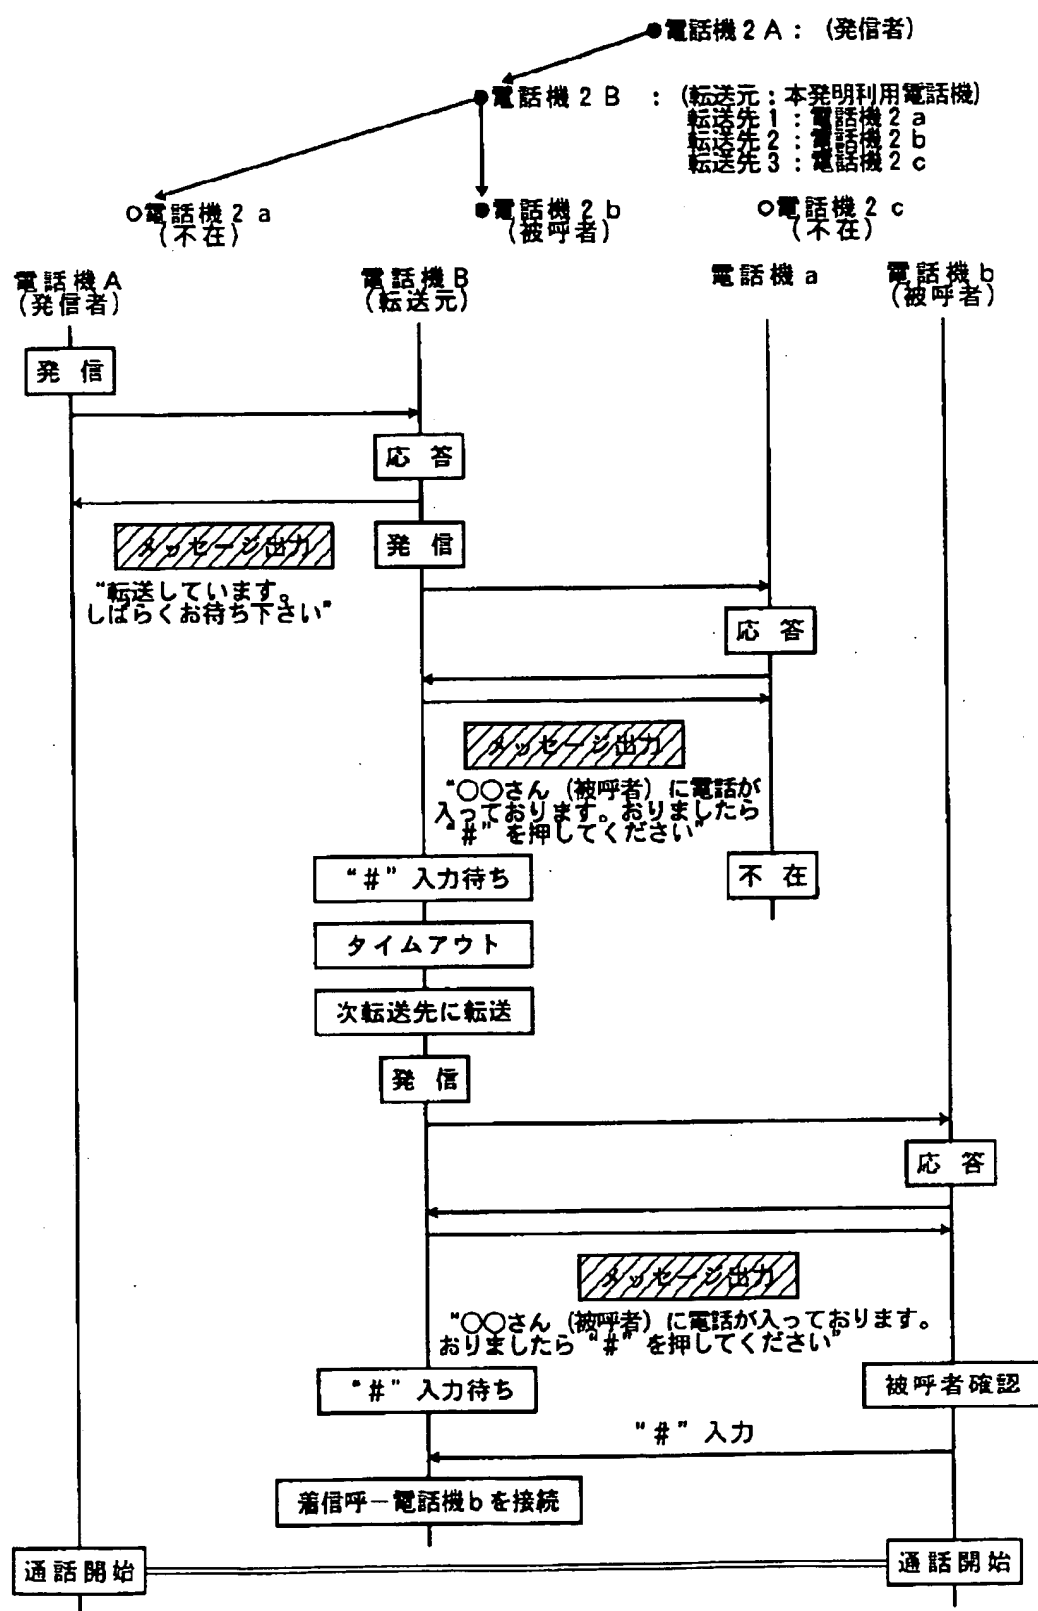 ●電話機2A：（発信者）
●電話機2B ：（転送元：本発明利用電話機）
転送先1：電話機2a
転送先2：電話機2b
転送先3：電話機2c
○電話機2a
（不在）
●電話機2b
（被呼者）
○電話機2c
（不在）
電話機A
（発信者）
電話機B
（転送元）
電話機a
電話機b
（被呼者）
発 信
応 答
メッセージ出力
発 信
“転送しています。
しばらくお待ち下さい”
応 答
メッセージ出力
“○○さん（被呼者）に電話が
入っております。おりましたら
“#”を押してください”
“#”入力待ち
不 在
タイムアウト
次転送先に転送
発 信
応 答
メッセージ出力
“○○さん（被呼者）に電話が入っております。
おりましたら“#”を押してください”
“#”入力待ち
被呼者確認
“#”入力
着信呼－電話機bを接続
通話開始
通話開始